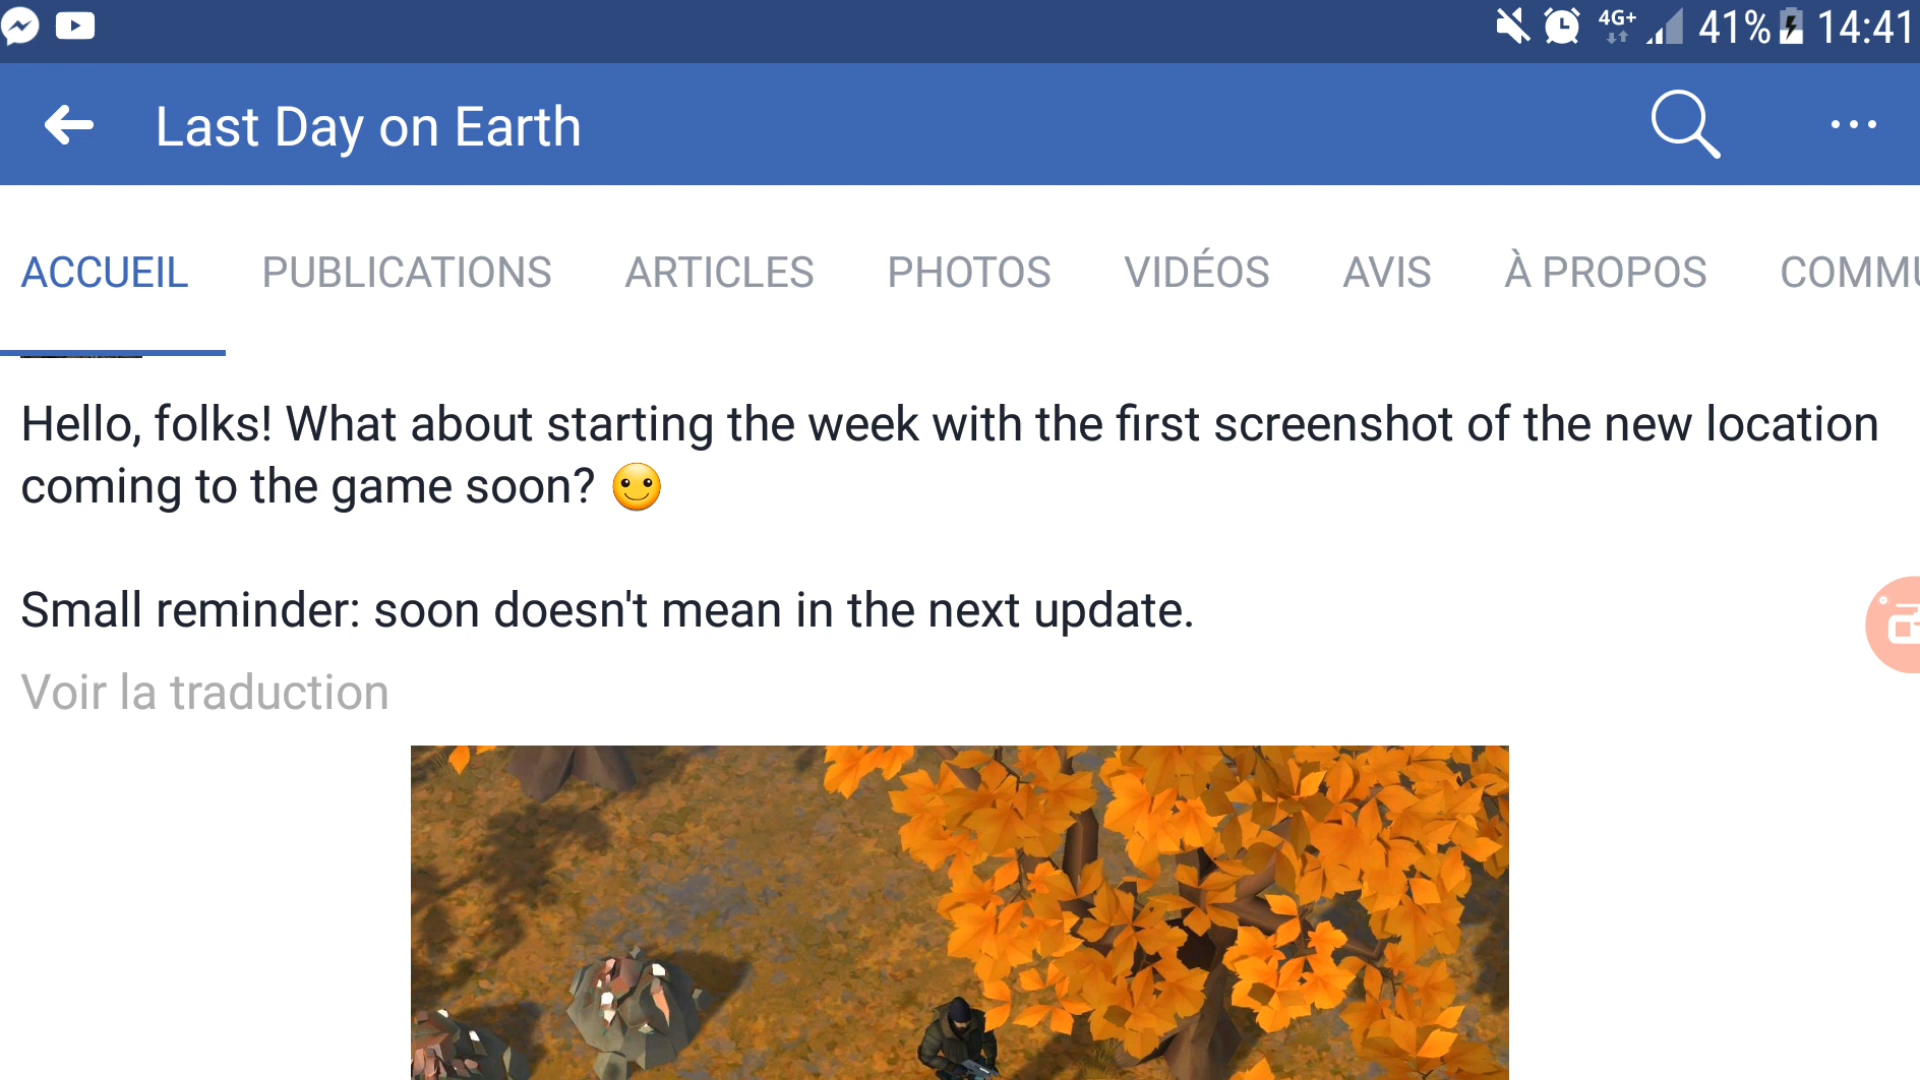 4G+ 41% 14:41
Last Day on Earth
ACCUEIL PUBLICATIONS ARTICLES PHOTOS VIDÉOS AVIS À PROPOS COMMU
Hello, folks! What about starting the week with the first screenshot of the new location
coming to the game soon? 🙂
Small reminder: soon doesn't mean in the next update.
Voir la traduction